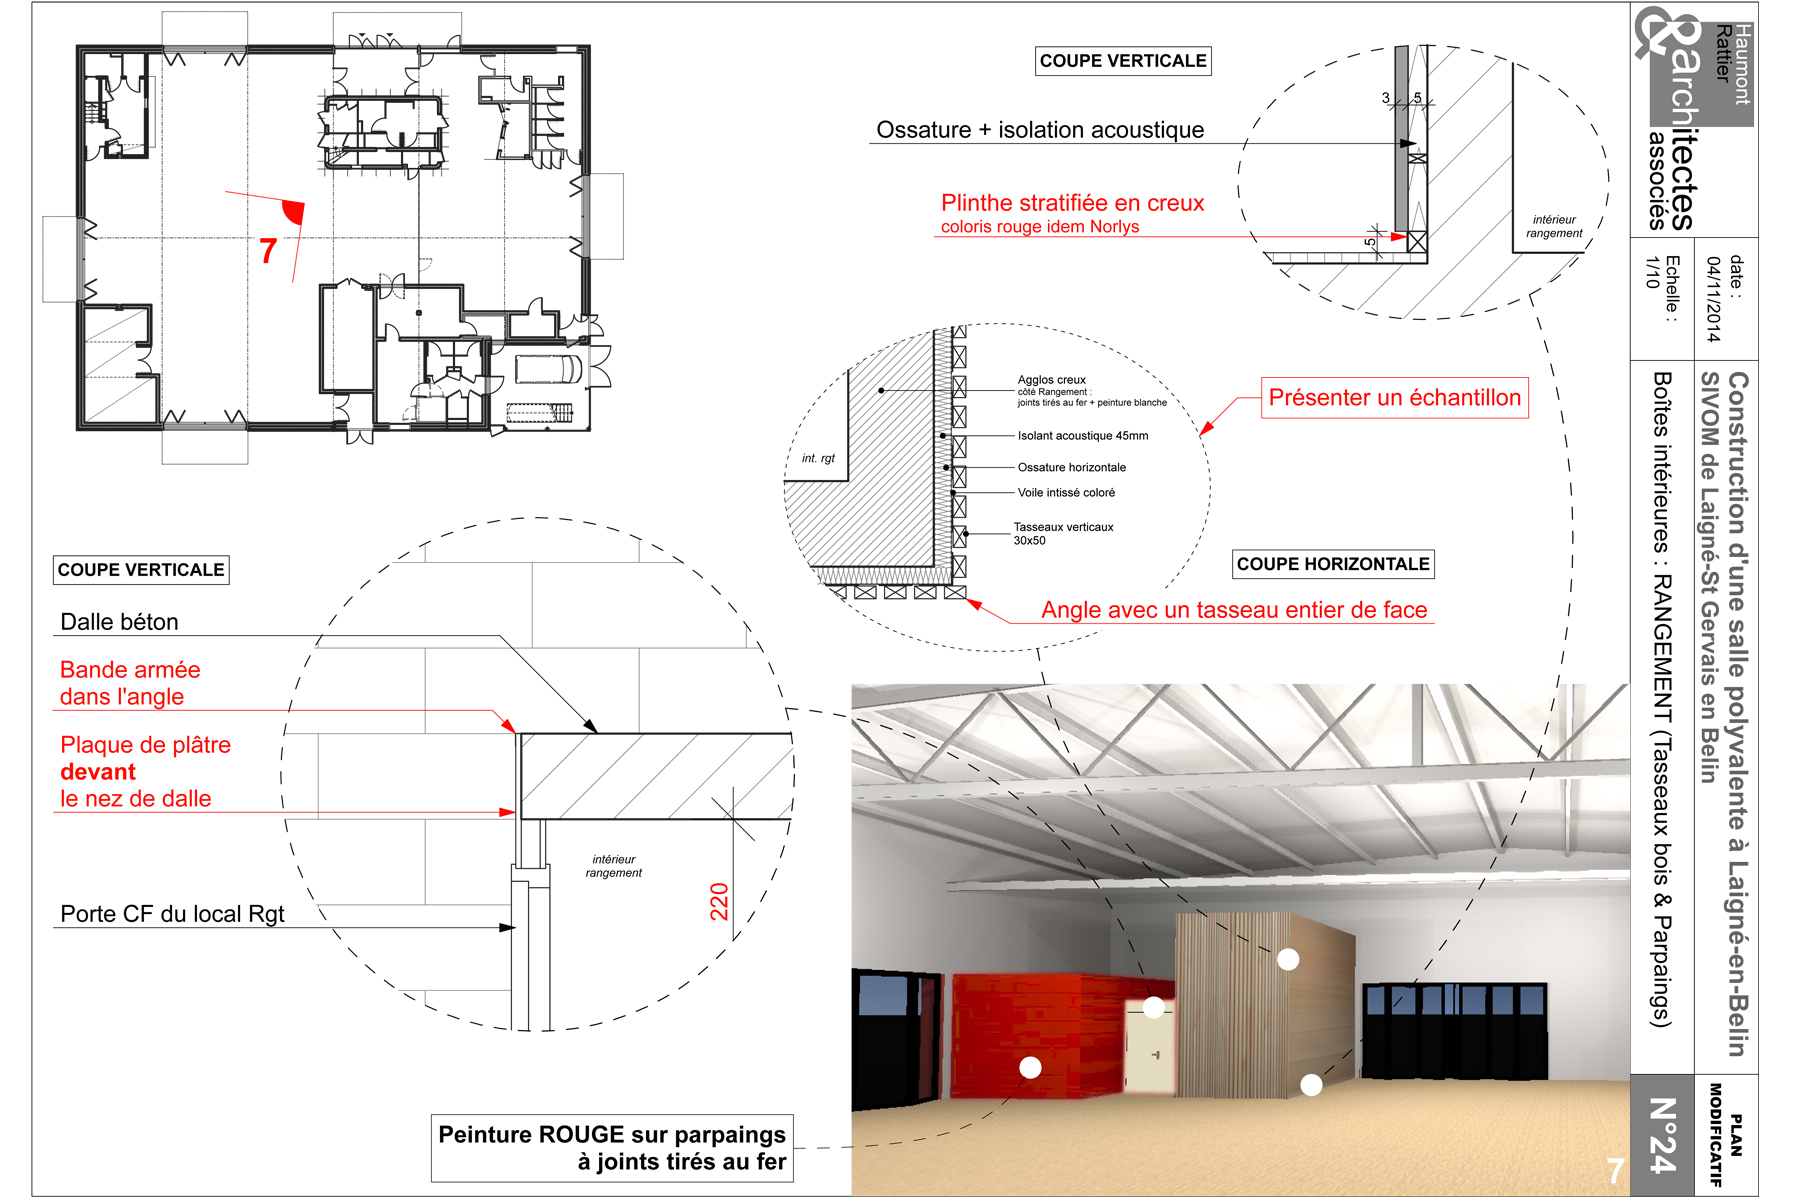 7
COUPE VERTICALE
Ossature + isolation acoustique
Plinthe stratifiée en creux
coloris rouge idem Norlys
3
5
5
intérieur
rangement
Agglos creux
côté Rangement :
joints tirés au fer + peinture blanche
Isolant acoustique 45mm
Ossature horizontale
Voile intissé coloré
Tasseaux verticaux
30x50
int. rgt
Présenter un échantillon
COUPE HORIZONTALE
Angle avec un tasseau entier de face
COUPE VERTICALE
Dalle béton
Bande armée
dans l'angle
Plaque de plâtre
devant
le nez de dalle
Porte CF du local Rgt
intérieur
rangement
220
Peinture ROUGE sur parpaings
à joints tirés au fer
7
Haumont
Rattier
&architectes
associés
date :
04/11/2014
Echelle :
1/10
Construction d'une salle polyvalente à Laigné-en-Belin
SIVOM de Laigné-St Gervais en Belin
Boîtes intérieures : RANGEMENT (Tasseaux bois & Parpaings)
PLAN
MODIFICATIF
N°24